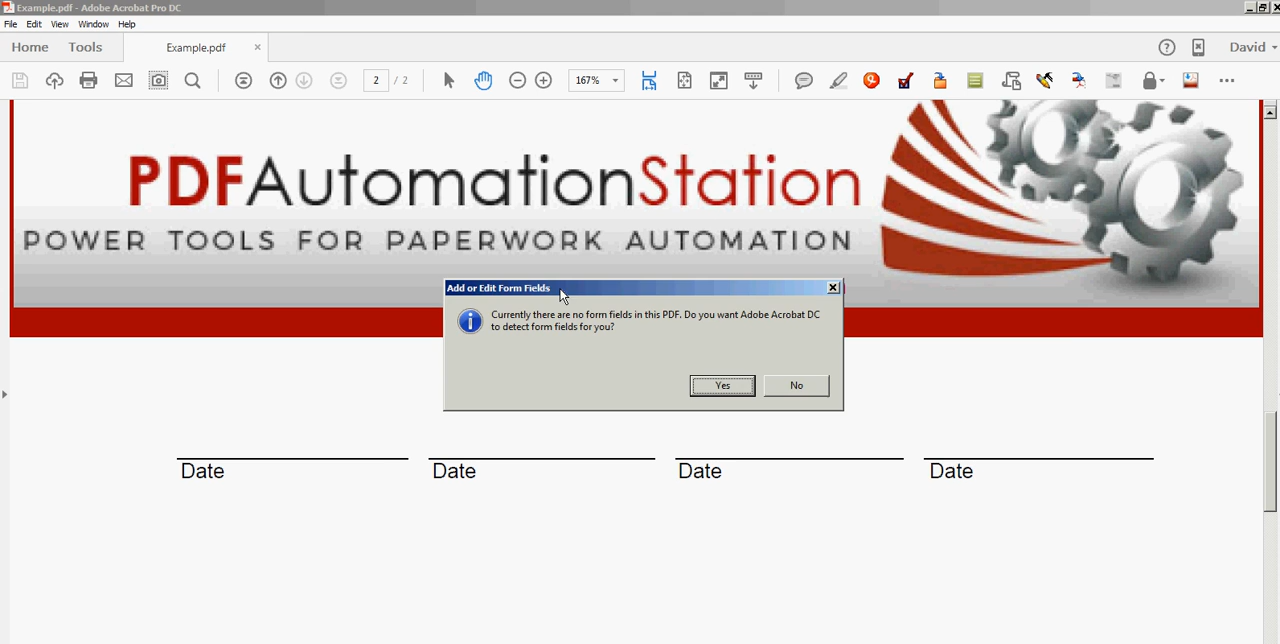 Example.pdf - Adobe Acrobat Pro DC
File Edit View Window Help
Home Tools Example.pdf × ? David
2 / 2 167%
PDFAutomationStation
POWER TOOLS FOR PAPERWORK AUTOMATION
Add or Edit Form Fields
Currently there are no form fields in this PDF. Do you want Adobe Acrobat DC
to detect form fields for you?
Yes No
Date Date Date Date